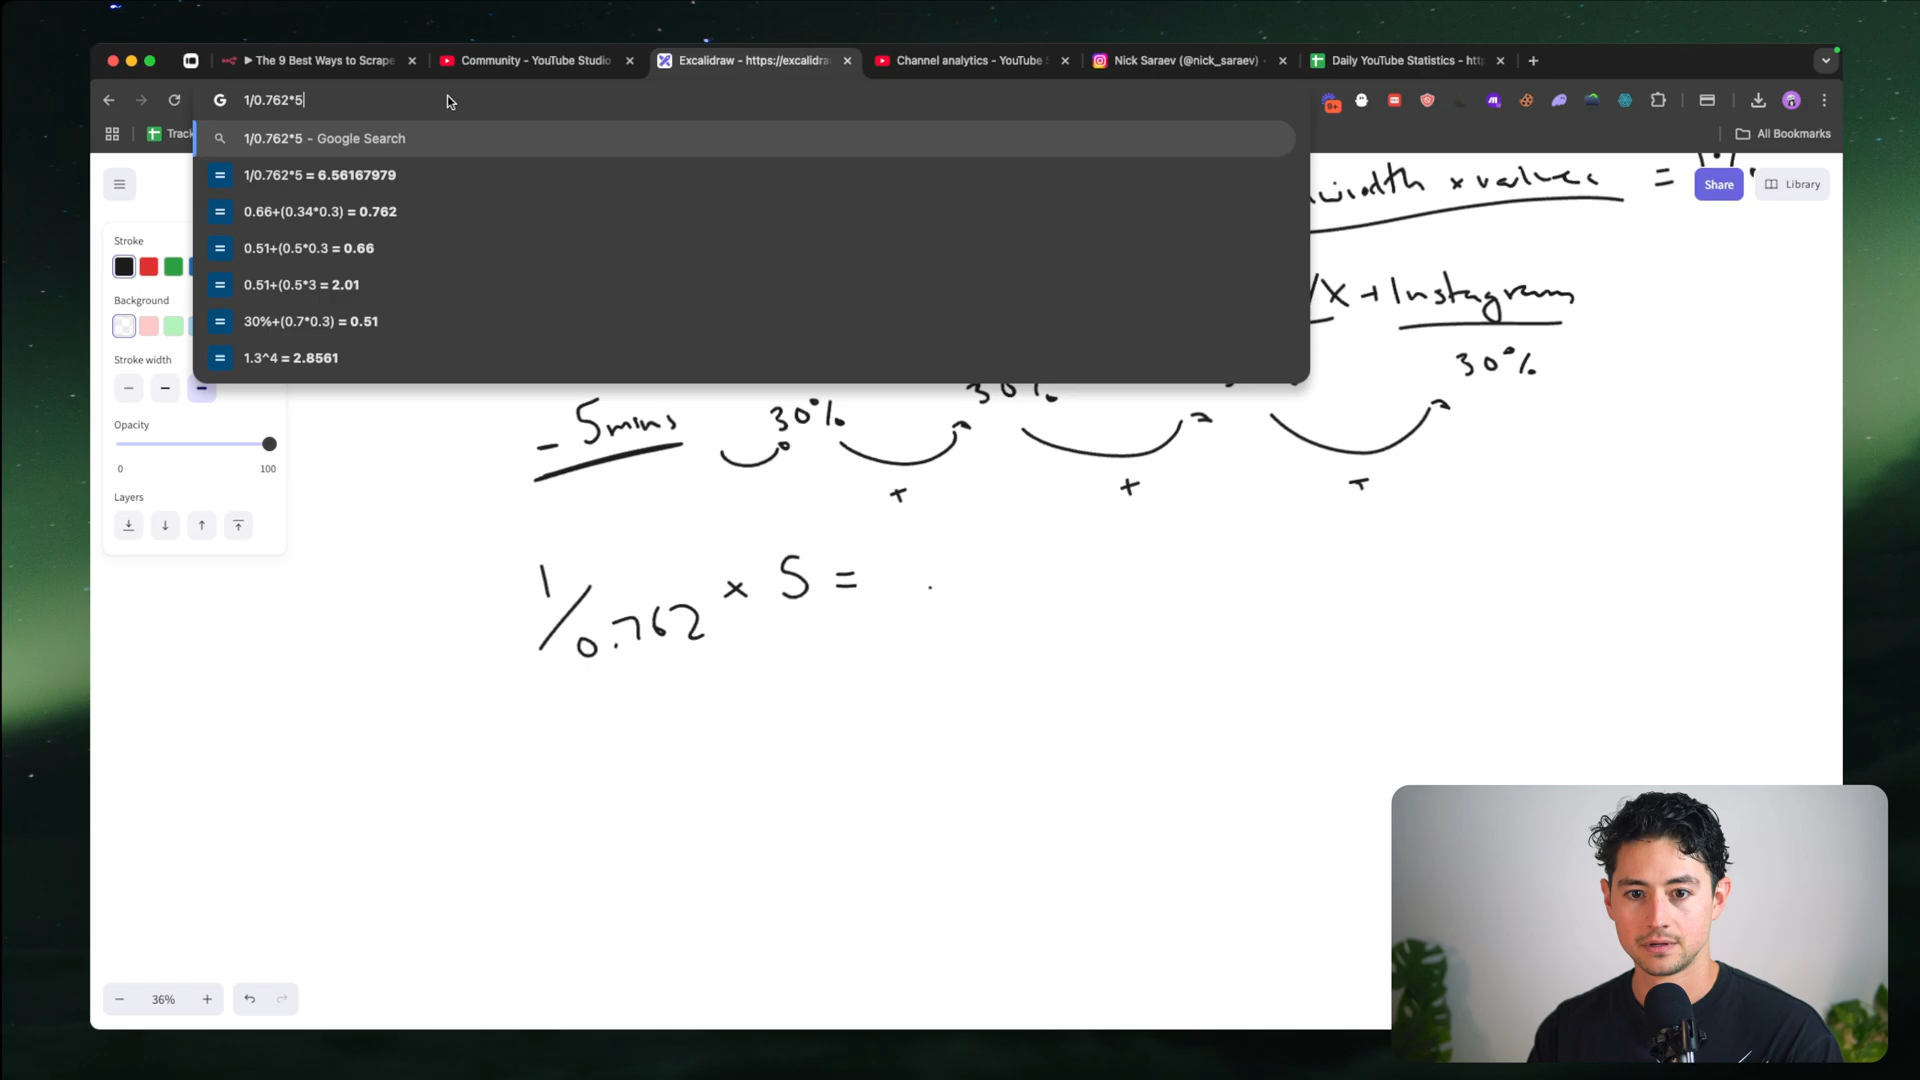 The 9 Best Ways to Scrape
Community - YouTube Studio
Excalidraw - https://excalidra
Channel analytics - YouTube S
Nick Saraev (@nick_saraev)
Daily YouTube Statistics - htt
1/0.762*5
9+
Track
All Bookmarks
1/0.762*5 - Google Search
1/0.762*5 = 6.56167979
0.66+(0.34*0.3) = 0.762
0.51+(0.5*0.3 = 0.66
0.51+(0.5*3 = 2.01
30%+(0.7*0.3) = 0.51
1.3^4 = 2.8561
Share
Library
Stroke
Background
Stroke width
Opacity
0 100
Layers
width x values =
/X + Instagram
30%
- 5 mins
30%
30%
+ + +
1/0.762 x 5 =
36%